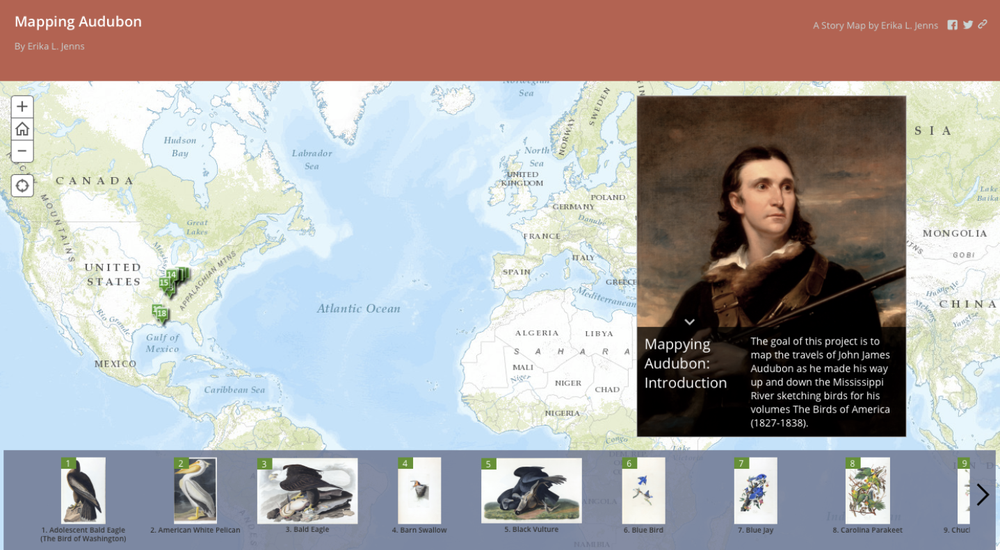 Mapping Audubon
By Erika L. Jenns
A Story Map by Erika L. Jenns
Norwegian
Sea
Hudson
Bay
Labrador
Sea
CANADA
MOUNTAINS
Great
Lakes
UNITED
STATES
APPALACHIAN MTNS
14
15
18
Rio Grande
Gulf of
Mexico
MEXICO
Caribbean Sea
Atlantic Ocean
NORWAY
SWEDEN
North
Sea
UNITED
KINGDOM
POLAND
GERMANY
Danube
FRANCE
ITALY
SPAIN
GREECE
Mediterranean
ALGERIA
LIBYA
SAHARA
MALI
Niger
NIGER
CHAD
NIGERIA
Congo
SIA
Lake
Baika
MONGOLIA
GOBI
CHINA
Mekong
Yangtze
Mappying
Audubon:
Introduction
The goal of this project is to
map the travels of John James
Audubon as he made his way
up and down the Mississippi
River sketching birds for his
volumes The Birds of America
(1827-1838).
Lake
Victoria
ANGOLA
NAMIBIA
1
2
3
4
5
6
7
8
9
1. Adolescent Bald Eagle
(The Bird of Washington)
2. American White Pelican
3. Bald Eagle
4. Barn Swallow
5. Black Vulture
6. Blue Bird
7. Blue Jay
8. Carolina Parakeet
9. Chucl